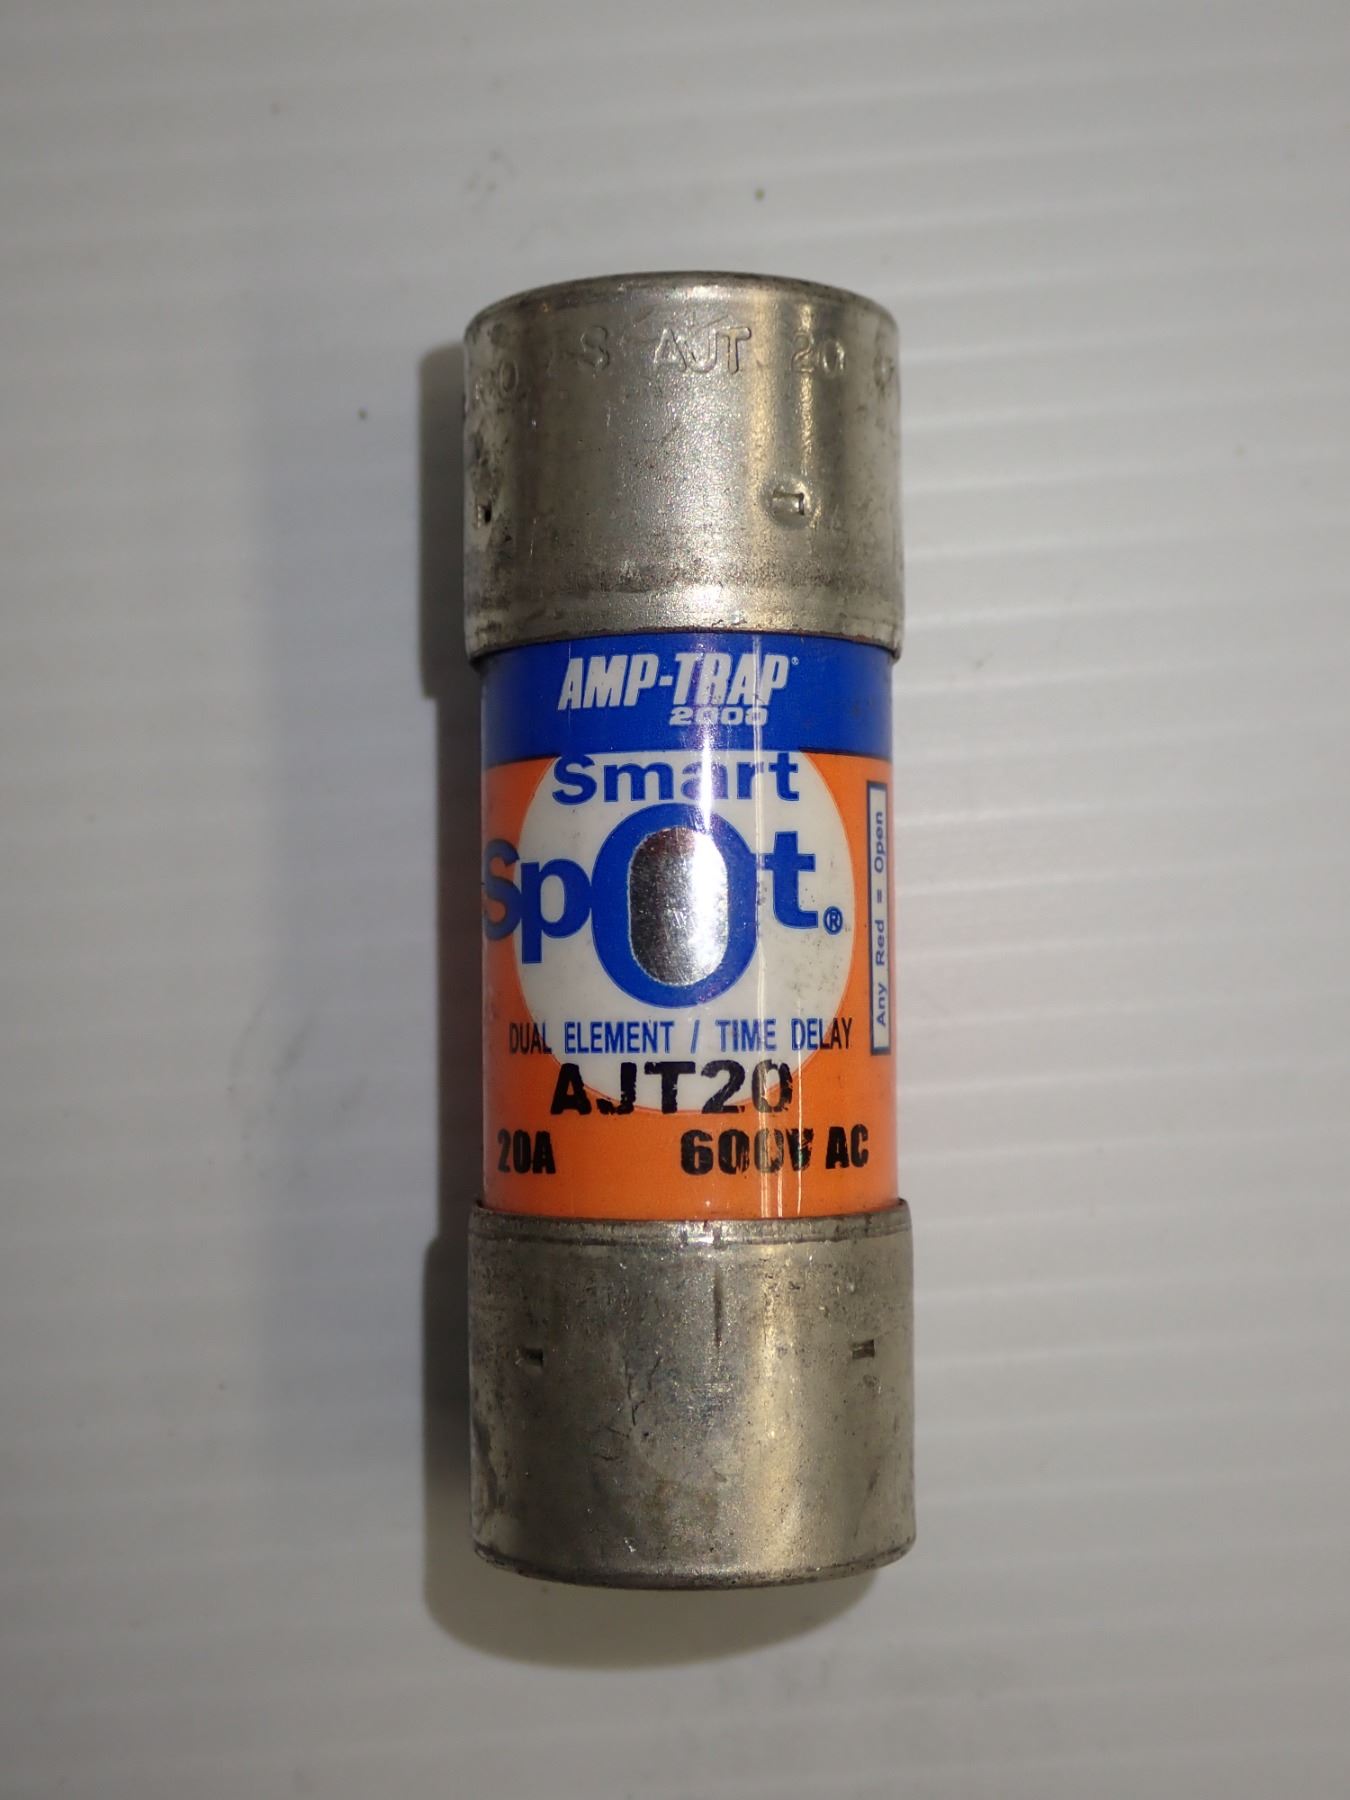 S AJT 20
AMP-TRAP®
2000
Smart
Spot.®
Any Red = Open
DUAL ELEMENT / TIME DELAY
AJT20
20A 600V AC